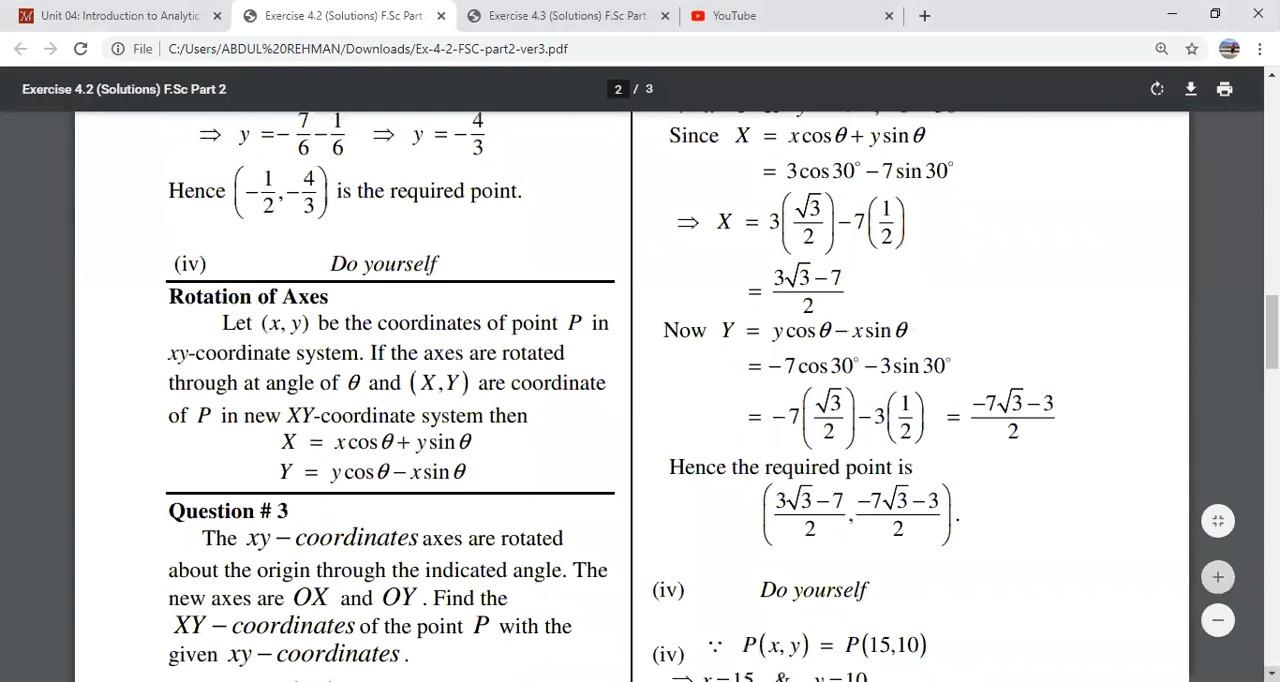 Unit 04: Introduction to Analytic
Exercise 4.2 (Solutions) F.Sc Part
Exercise 4.3 (Solutions) F.Sc Part
YouTube
File | C:/Users/ABDUL%20REHMAN/Downloads/Ex-4-2-FSC-part2-ver3.pdf
Exercise 4.2 (Solutions) F.Sc Part 2
2 / 3
⇒ y = −7/6 − 1/6 ⇒ y = −4/3
Hence (−1/2, −4/3) is the required point.
(iv) Do yourself
Rotation of Axes
Let (x, y) be the coordinates of point P in
xy-coordinate system. If the axes are rotated
through at angle of θ and (X,Y) are coordinate
of P in new XY-coordinate system then
X = x cos θ + y sin θ
Y = y cos θ − x sin θ
Question # 3
The xy − coordinates axes are rotated
about the origin through the indicated angle. The
new axes are OX and OY. Find the
XY − coordinates of the point P with the
given xy − coordinates.
Since X = x cos θ + y sin θ
= 3 cos 30° − 7 sin 30°
⇒ X = 3(√3/2) − 7(1/2)
= (3√3 − 7)/2
Now Y = y cos θ − x sin θ
= −7 cos 30° − 3 sin 30°
= −7(√3/2) − 3(1/2) = (−7√3 − 3)/2
Hence the required point is
((3√3 − 7)/2, (−7√3 − 3)/2).
(iv) Do yourself
(iv) ∵ P(x, y) = P(15,10)
⇒ x = 15 & y = 10